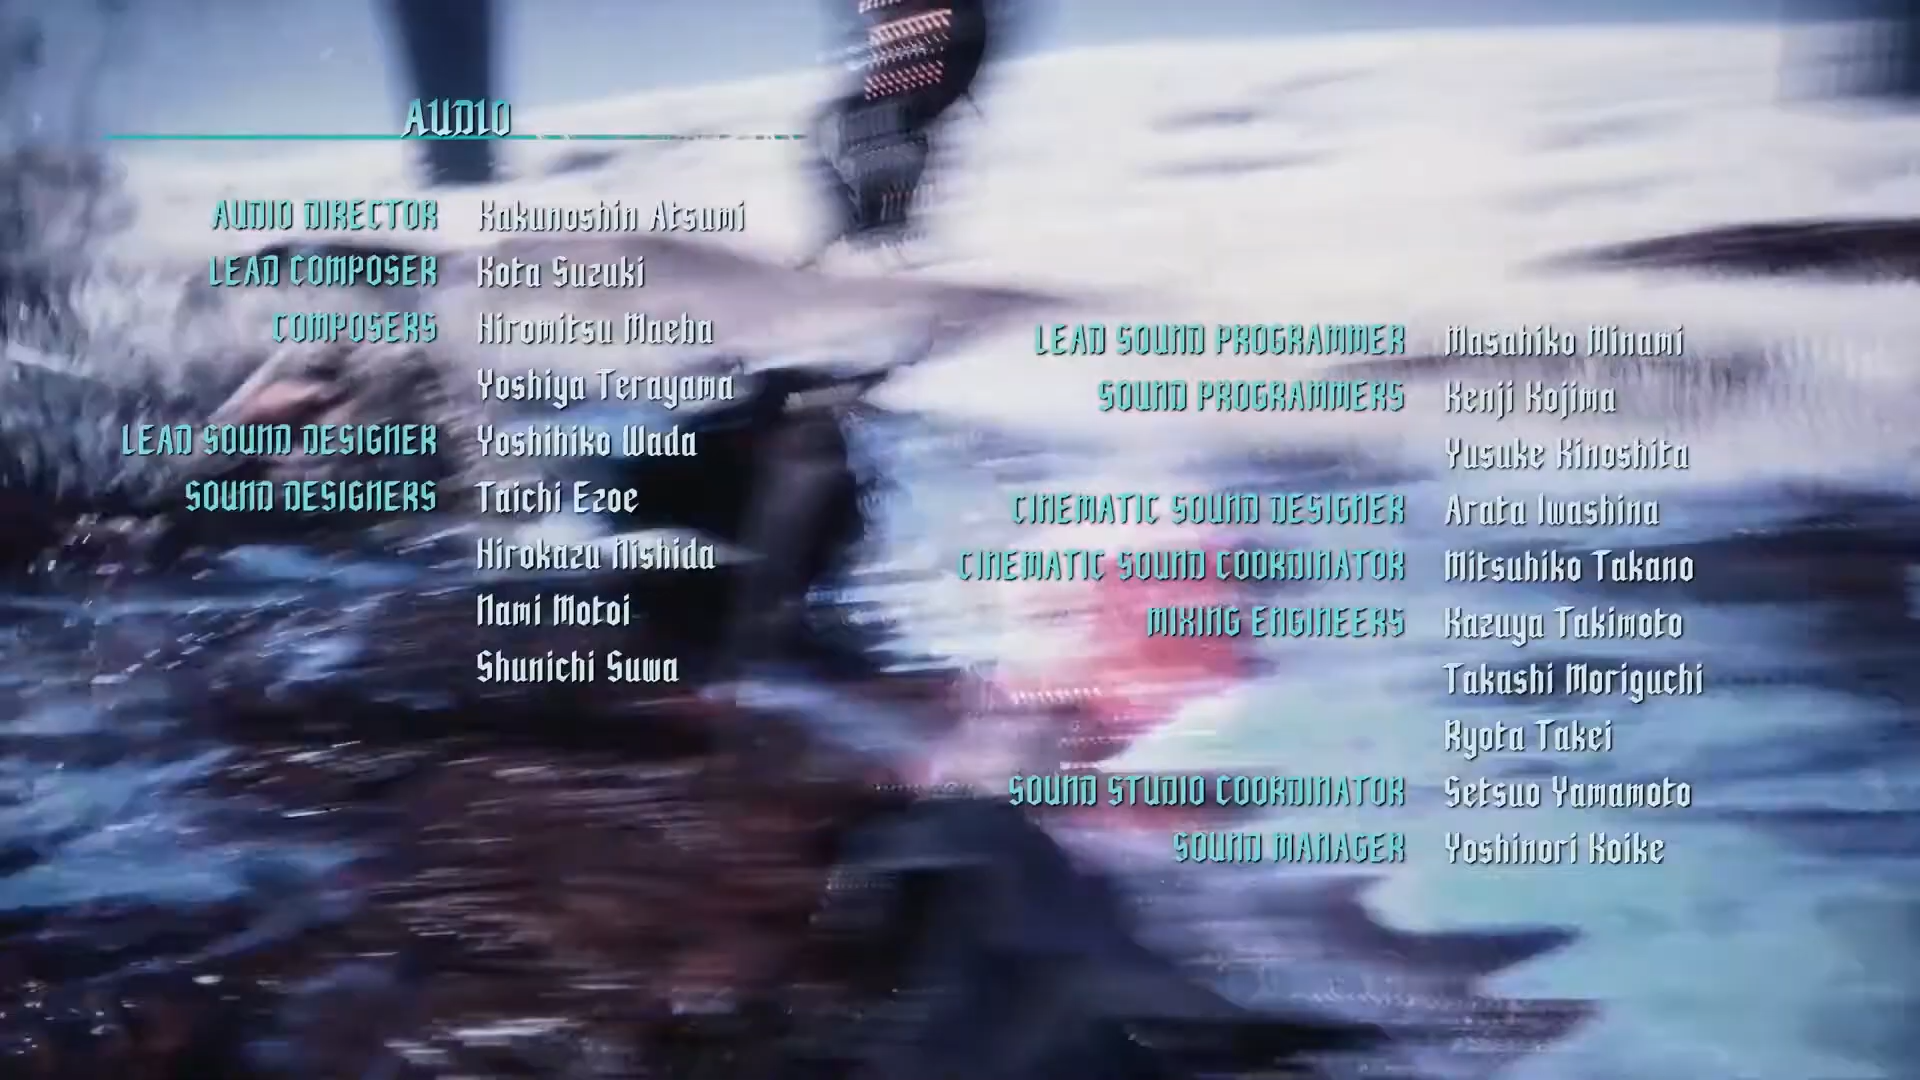 AUDIO
AUDIO DIRECTOR Kakunoshin Atsumi
LEAD COMPOSER Kota Suzuki
COMPOSERS Hiromitsu Maeba
Yoshiya Terayama
LEAD SOUND DESIGNER Yoshihiko Wada
SOUND DESIGNERS Taichi Ezoe
Hirokazu Nishida
Nami Motoi
Shunichi Suwa
LEAD SOUND PROGRAMMER Masahiko Minami
SOUND PROGRAMMERS Kenji Kojima
Yusuke Kinoshita
CINEMATIC SOUND DESIGNER Arata Iwashina
CINEMATIC SOUND COORDINATOR Mitsuhiko Takano
MIXING ENGINEERS Kazuya Takimoto
Takashi Moriguchi
Ryota Takei
SOUND STUDIO COORDINATOR Setsuo Yamamoto
SOUND MANAGER Yoshinori Koike